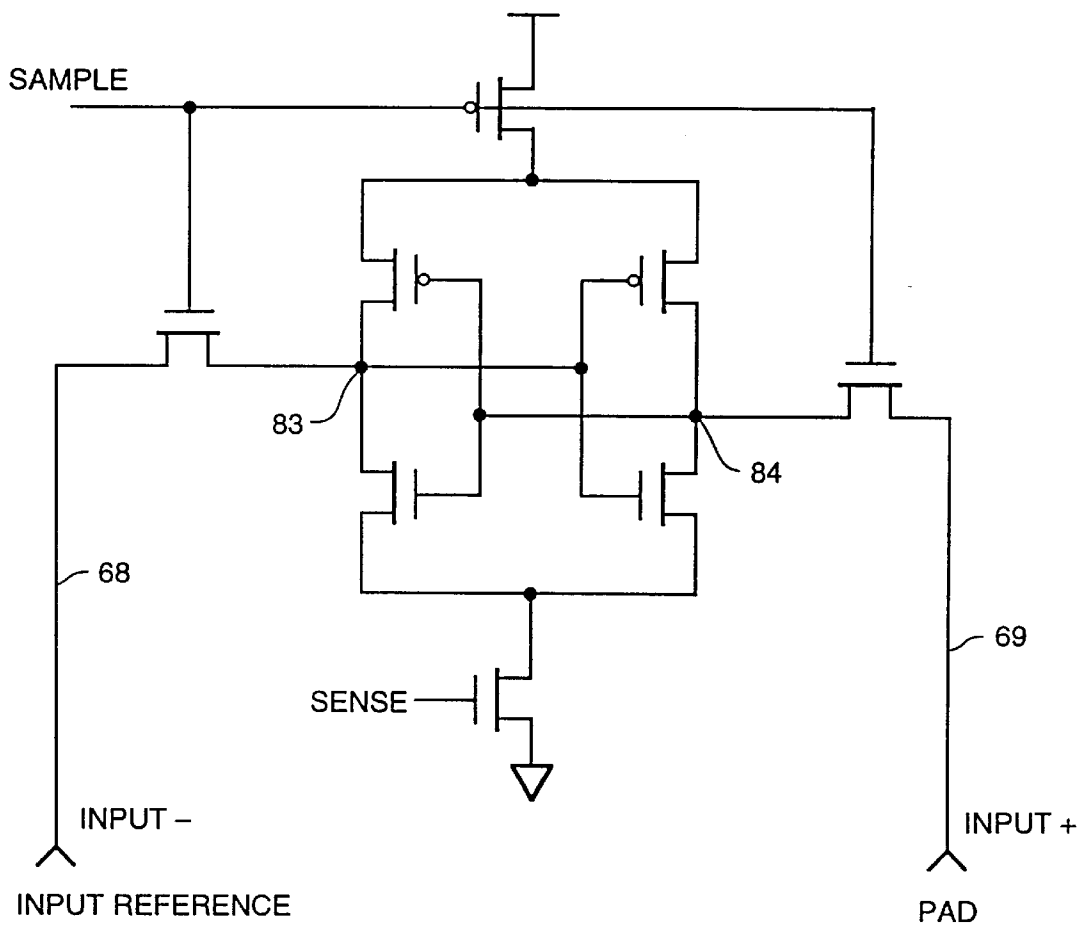 SAMPLE
83
84
68
69
SENSE
INPUT –
INPUT +
INPUT REFERENCE
PAD